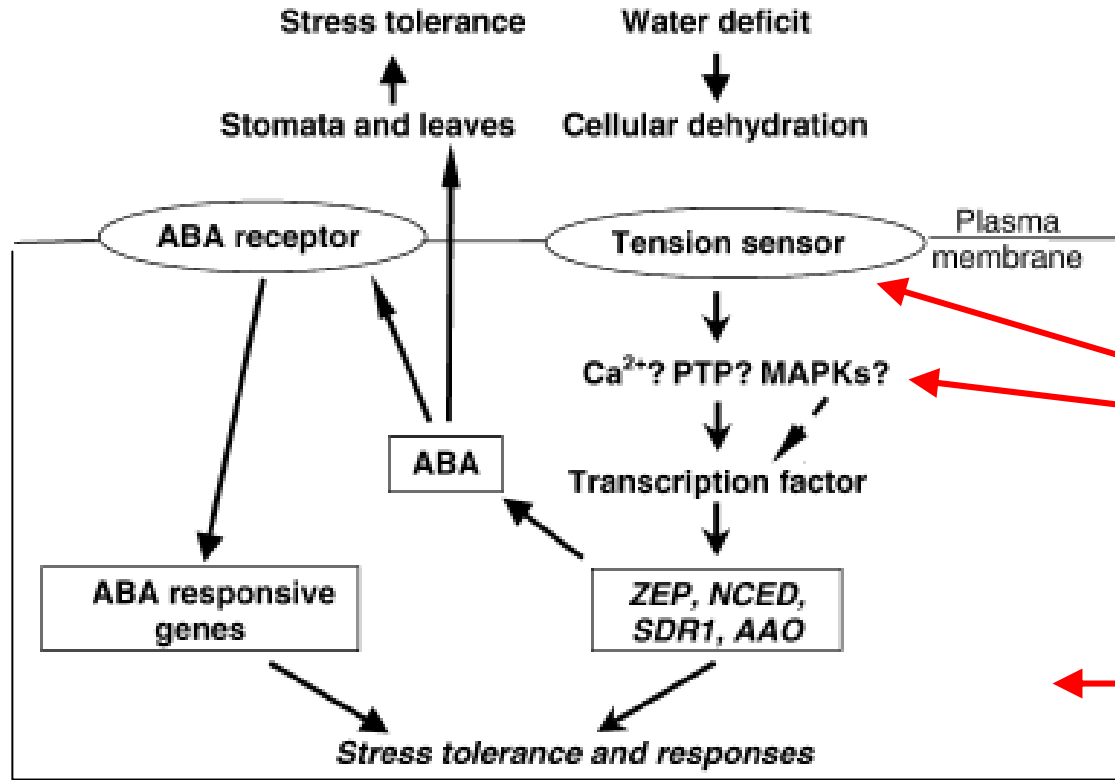 Stress tolerance
Water deficit
Stomata and leaves
Cellular dehydration
ABA receptor
Tension sensor
Plasma
membrane
Ca²⁺? PTP? MAPKs?
ABA
Transcription factor
ABA responsive
genes
ZEP, NCED,
SDR1, AAO
Stress tolerance and responses